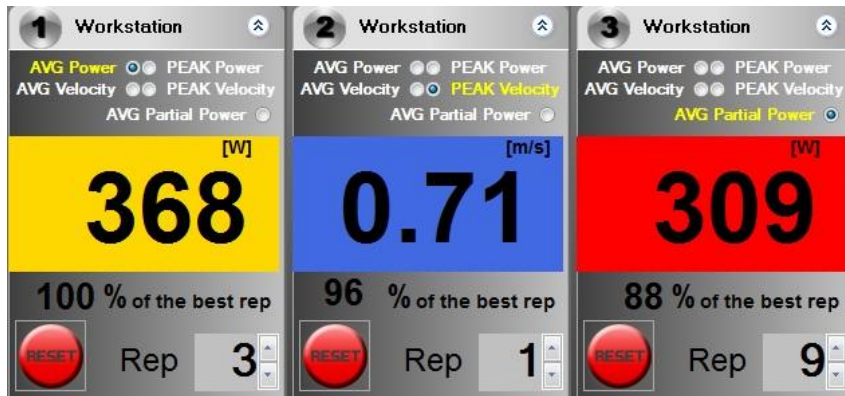 1 Workstation
AVG Power PEAK Power
AVG Velocity PEAK Velocity
AVG Partial Power
[W]
368
100 % of the best rep
RESET Rep 3
2 Workstation
AVG Power PEAK Power
AVG Velocity PEAK Velocity
AVG Partial Power
[m/s]
0.71
96 % of the best rep
RESET Rep 1
3 Workstation
AVG Power PEAK Power
AVG Velocity PEAK Velocity
AVG Partial Power
[W]
309
88 % of the best rep
RESET Rep 9